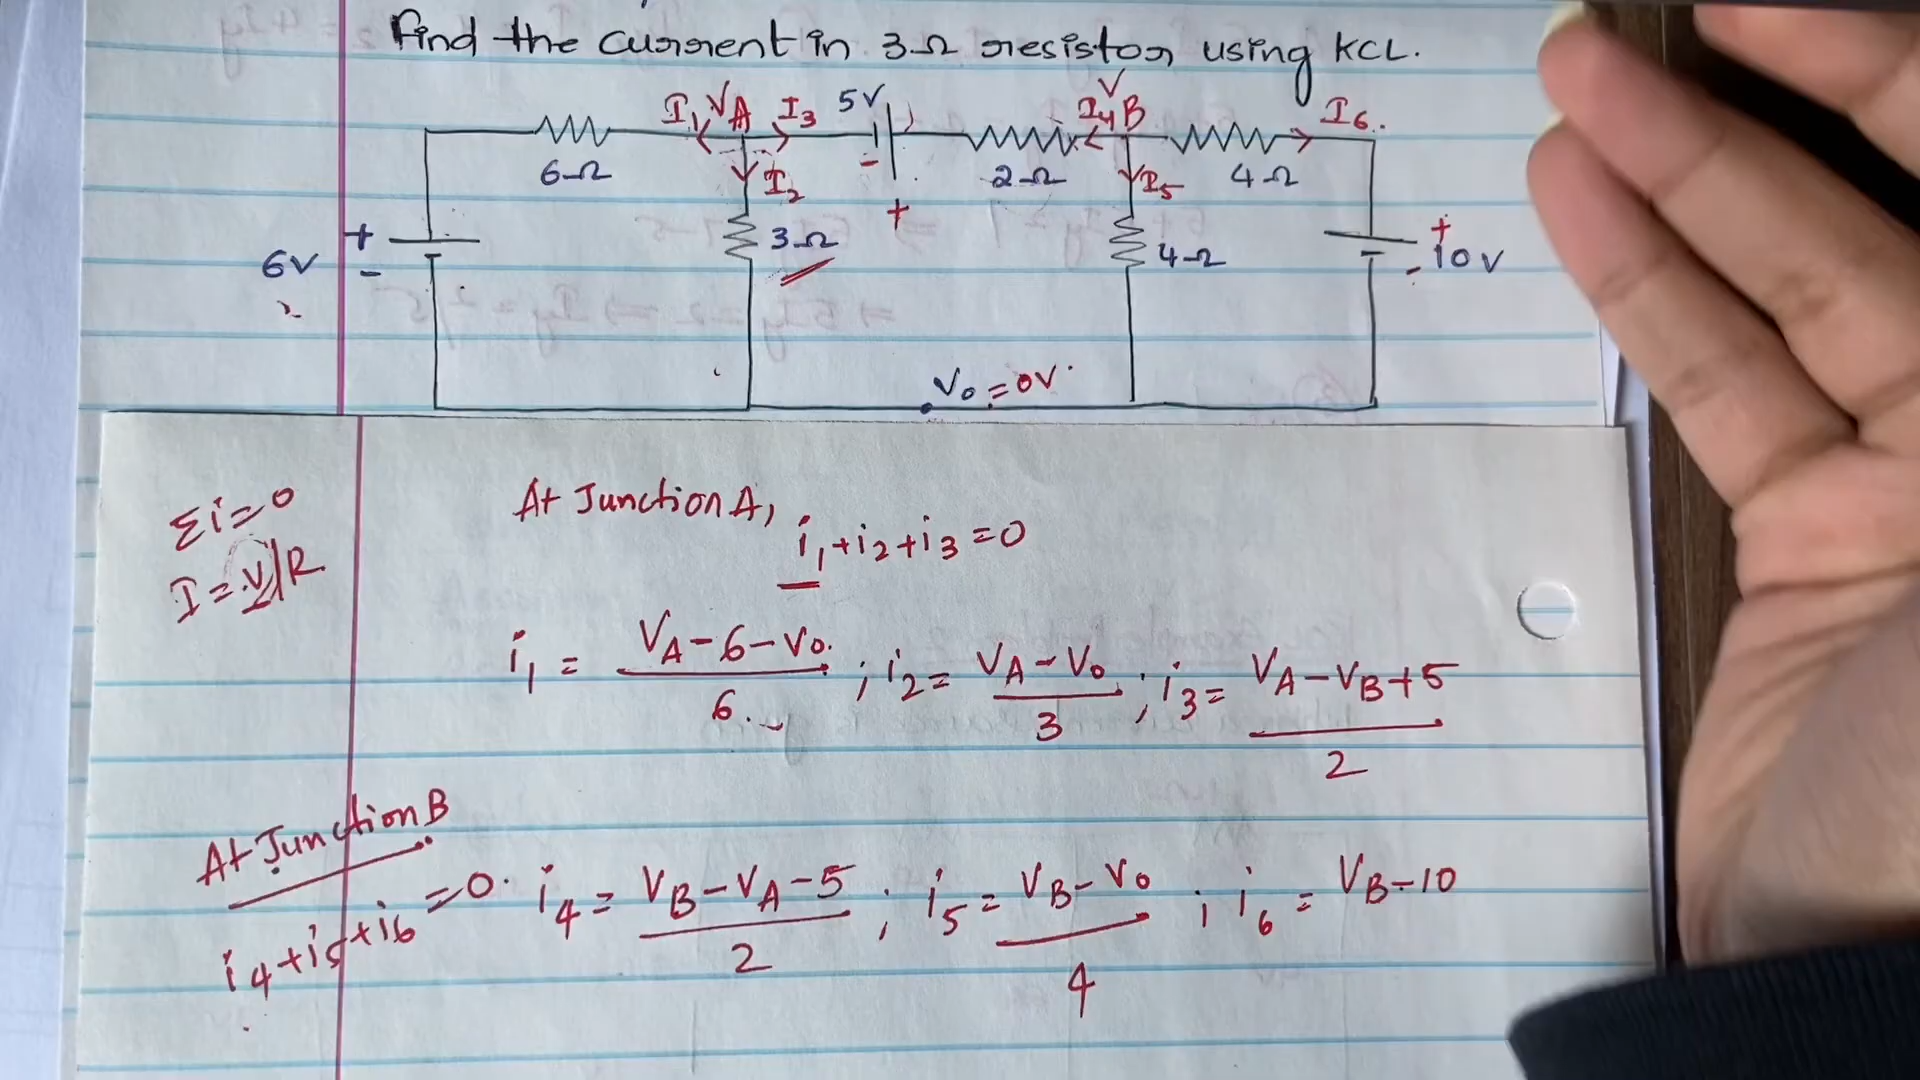 Find the current in 3Ω resistor using KCL.
I1 VA I3 5V I4 VB I6.
6Ω - I2 + 2Ω I5 4Ω
6V + - 3Ω 4Ω + - 10V
V0 = 0V.
Σi=0
I = V/R
At Junction A,
i1+i2+i3=0
i1 = (VA-6-V0)/6 ; i2 = (VA-V0)/3 ; i3 = (VA-VB+5)/2
At Junction B
i4+i5+i6=0. i4 = (VB-VA-5)/2 ; i5 = (VB-V0)/4 ; i6 = VB-10